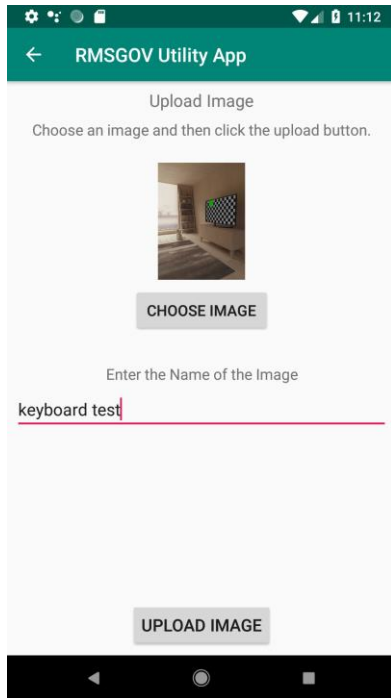 11:12
RMSGOV Utility App
Upload Image
Choose an image and then click the upload button.
CHOOSE IMAGE
Enter the Name of the Image
keyboard test
UPLOAD IMAGE